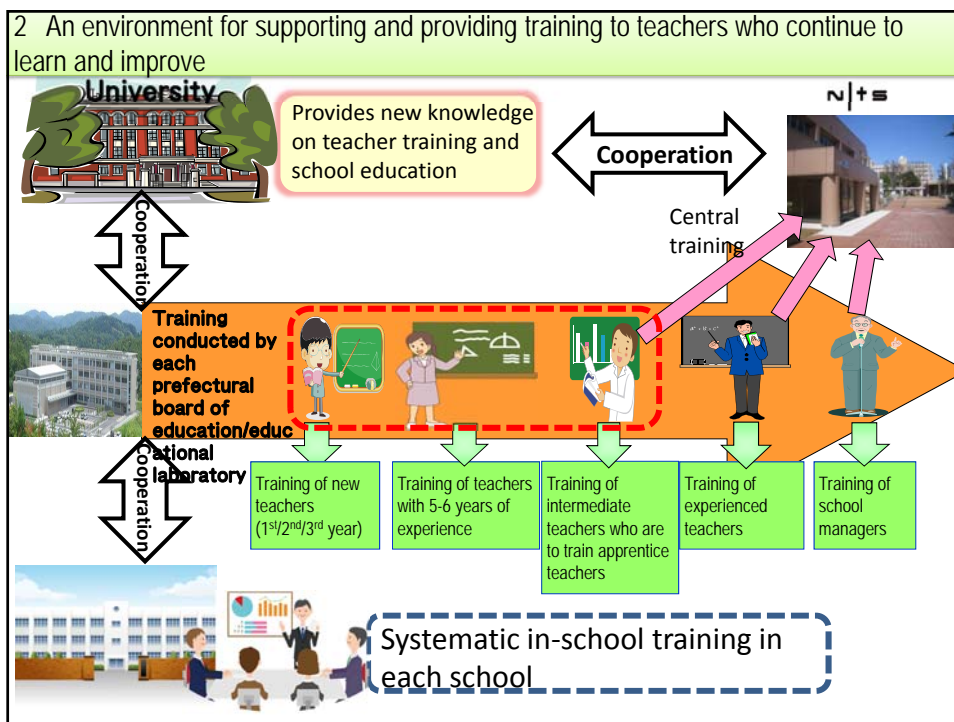 2 An environment for supporting and providing training to teachers who continue to
learn and improve
University
Provides new knowledge
on teacher training and
school education
Cooperation
N|ts
Central
training
Cooperation
Training
conducted by
each
prefectural
board of
education/educ
ational
laboratory
Cooperation
Training of new
teachers
(1st/2nd/3rd year)
Training of teachers
with 5-6 years of
experience
Training of
intermediate
teachers who are
to train apprentice
teachers
Training of
experienced
teachers
Training of
school
managers
Systematic in-school training in
each school